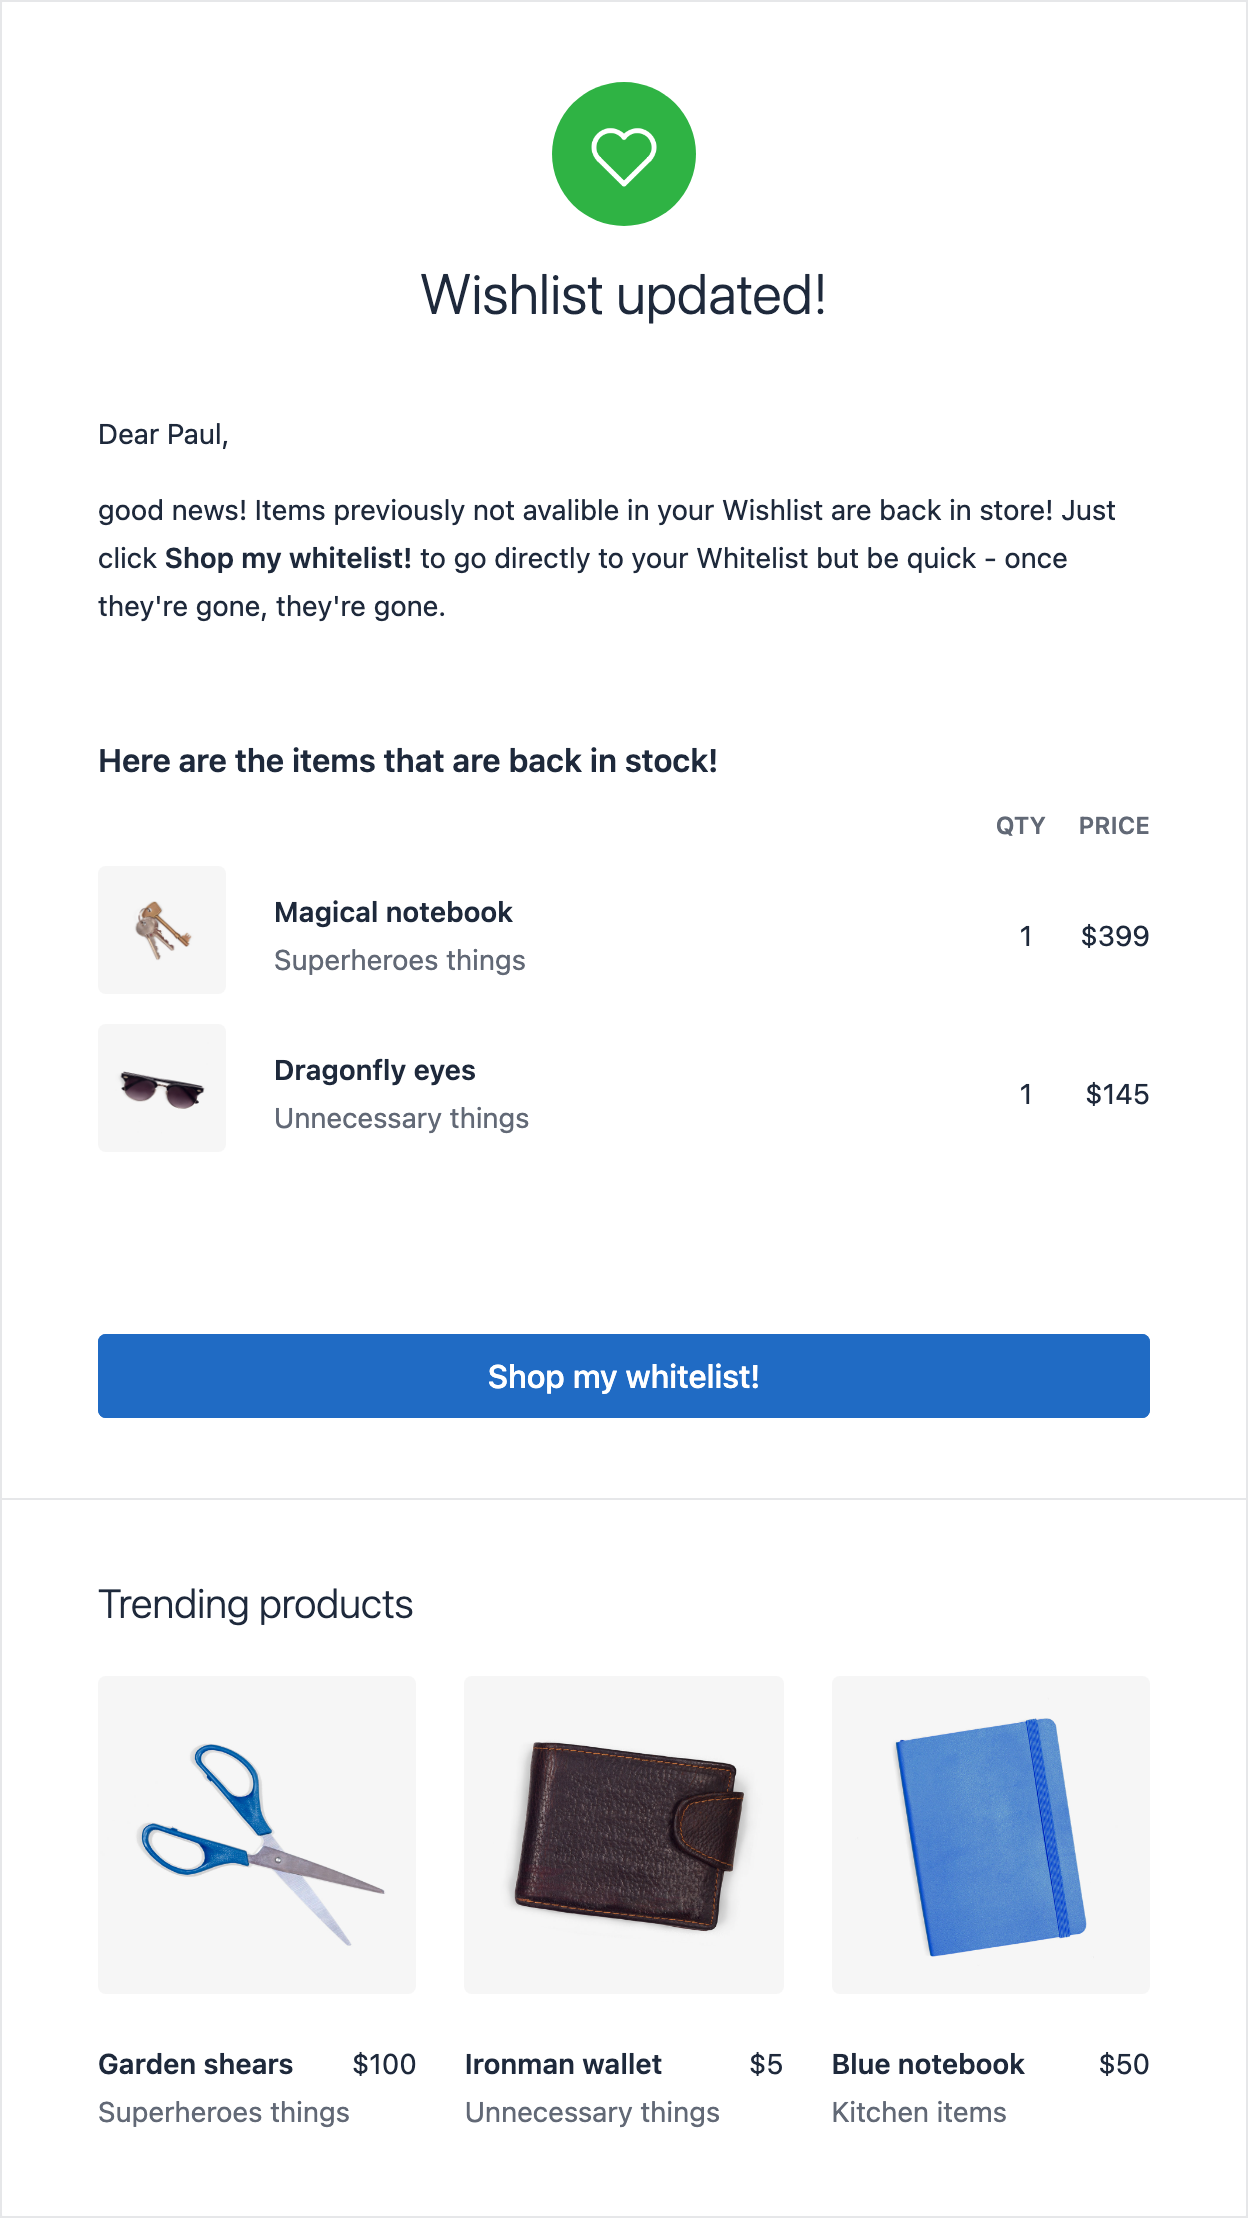 Wishlist updated!
Dear Paul,
good news! Items previously not avalible in your Wishlist are back in store! Just
click Shop my whitelist! to go directly to your Whitelist but be quick - once
they're gone, they're gone.
Here are the items that are back in stock!
QTY PRICE
Magical notebook
Superheroes things
1 $399
Dragonfly eyes
Unnecessary things
1 $145
Shop my whitelist!
Trending products
Garden shears $100
Superheroes things
Ironman wallet $5
Unnecessary things
Blue notebook $50
Kitchen items